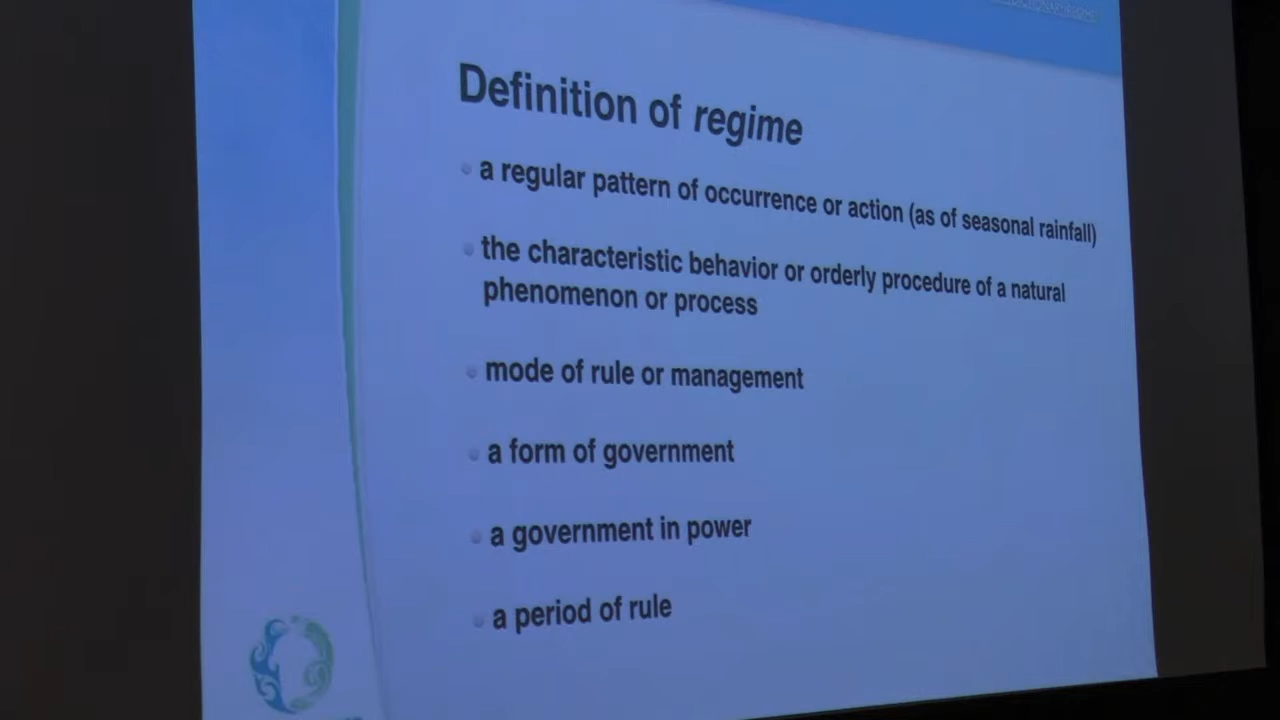 Definition of regime
a regular pattern of occurrence or action (as of seasonal rainfall)
the characteristic behavior or orderly procedure of a natural
phenomenon or process
mode of rule or management
a form of government
a government in power
a period of rule